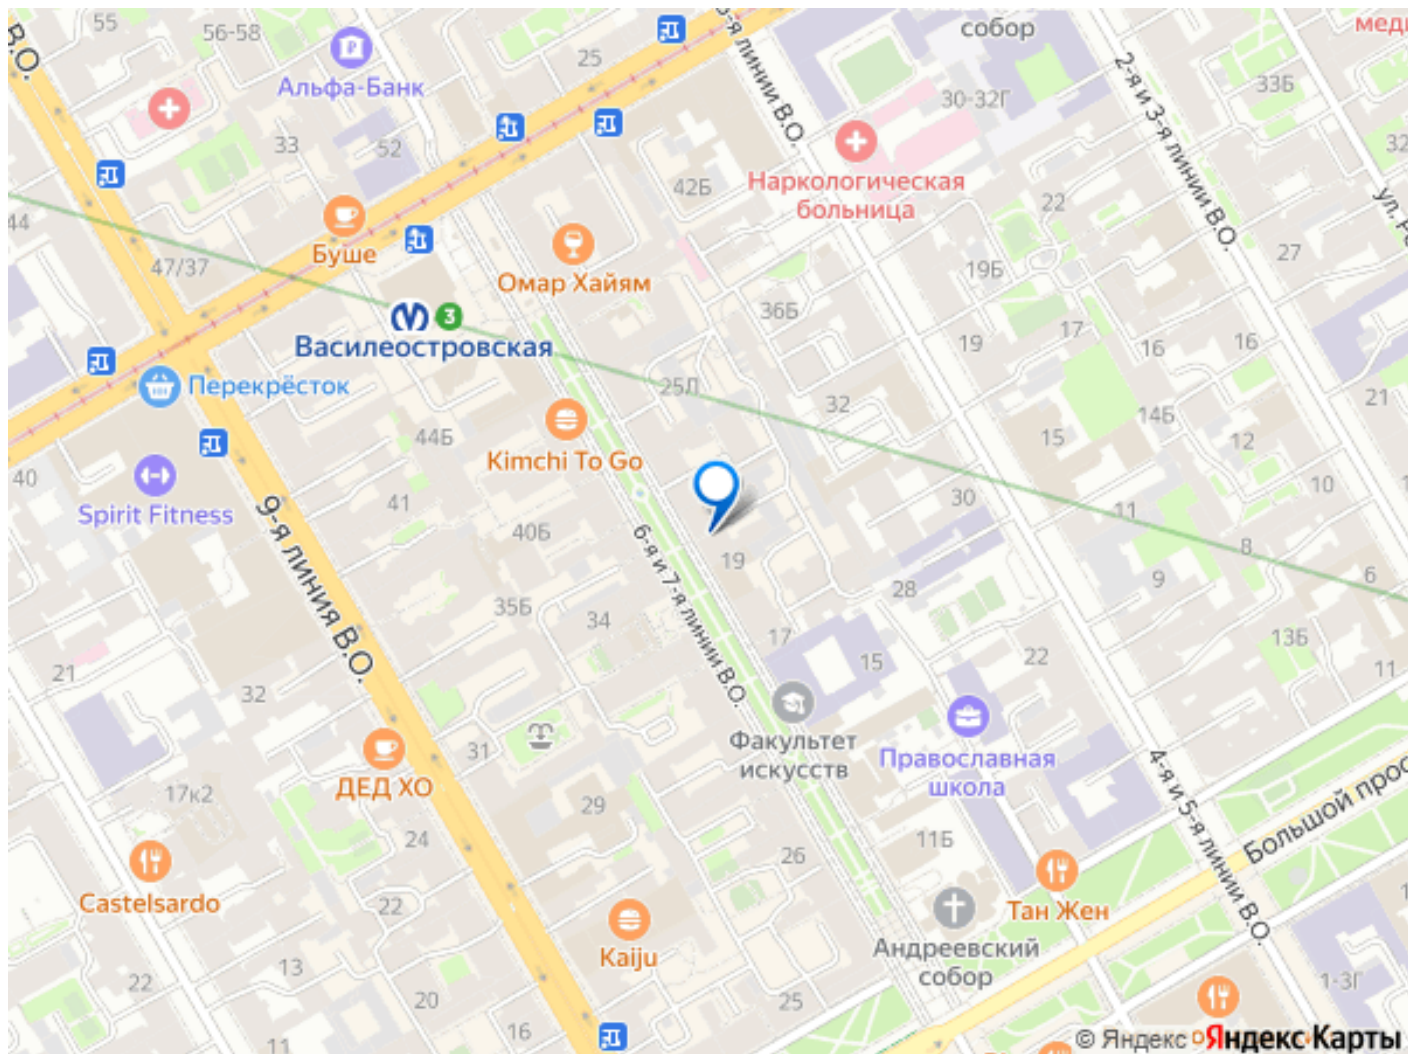 55
56-58
Альфа-Банк
25
собор
меді
В.О.
33
52
42Б
30-32Г
33Б
32
2-я и 3-я линии В.О.
я линии В.О.
Наркологическая
больница
22
ул. Ре
44
47/37
Буше
Омар Хайям
19Б
27
36Б
3
Василеостровская
19
17
16
16
Перекрёсток
25Л
32
21
40
44Б
Kimchi To Go
15
14Б
12
Spirit Fitness
41
40Б
30
11
10
9-я линия В.О.
6-я и 7-я линии В.О.
19
8
9
6
28
35Б
34
17
15
22
13Б
11
21
32
31
Факультет
искусств
Православная
школа
4-я и 5-я линии В.О.
Большой прос
ДЕД ХО
17к2
24
29
11Б
26
Castelsardo
22
Kaiju
Тан Жен
Андреевский
собор
13
22
20
16
25
1-3Г
11
© Яндекс
Яндекс Карты